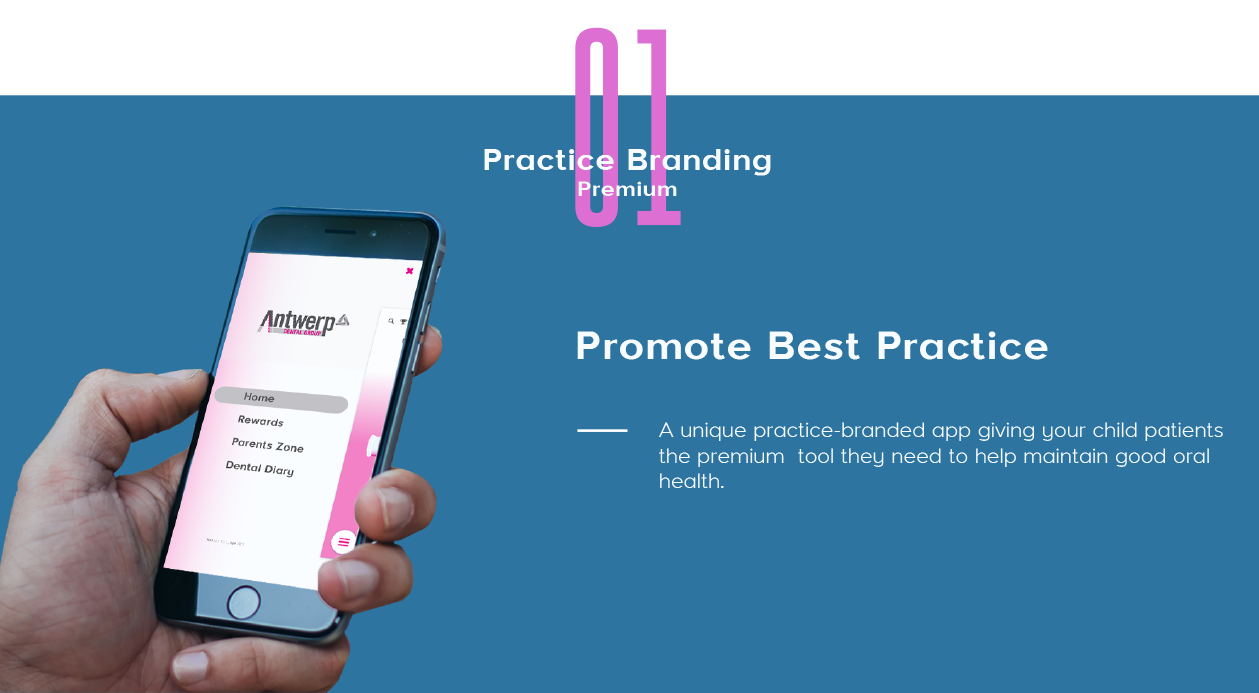 01
Practice Branding
Premium
Antwerp
DENTAL GROUP
Home
Rewards
Parents Zone
Dental Diary
Promote Best Practice
A unique practice-branded app giving your child patients
the premium  tool they need to help maintain good oral
health.